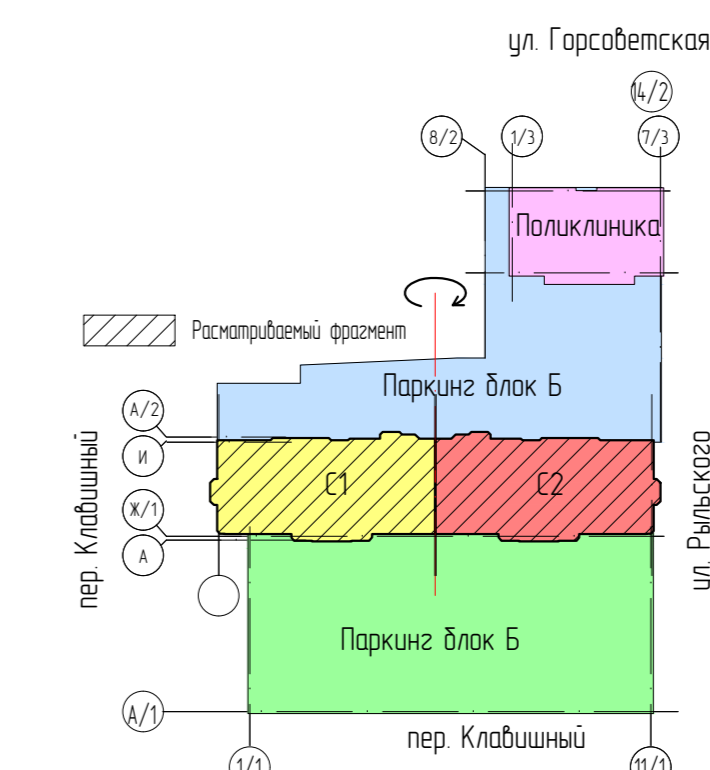 ул. Горсоветская
14/2
8/2
1/3
7/3
Поликлиника
Расматриваемый фрагмент
Паркинг блок Б
А/2
И
С1
С2
Ж/1
А
пер. Клавишный
ул. Рыльского
Паркинг блок Б
А/1
пер. Клавишный
1/1
11/1